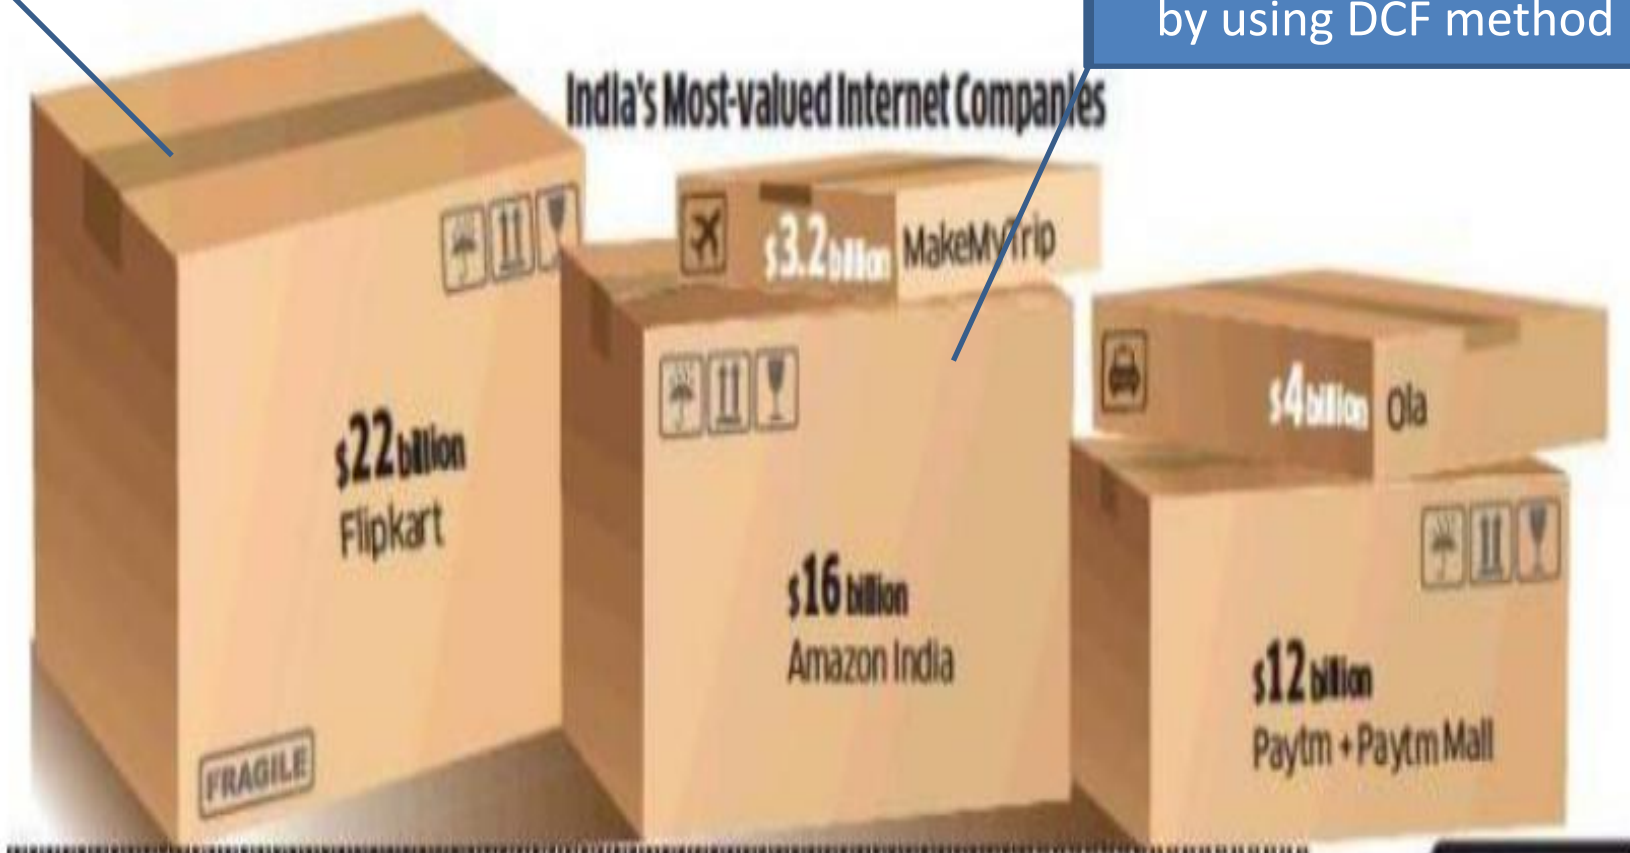 by using DCF method
India's Most-valued Internet Companies
$3.2 billion MakeMyTrip
$4 billion Ola
$22 billion
Flipkart
$16 billion
Amazon India
$12 billion
Paytm + Paytm Mall
FRAGILE